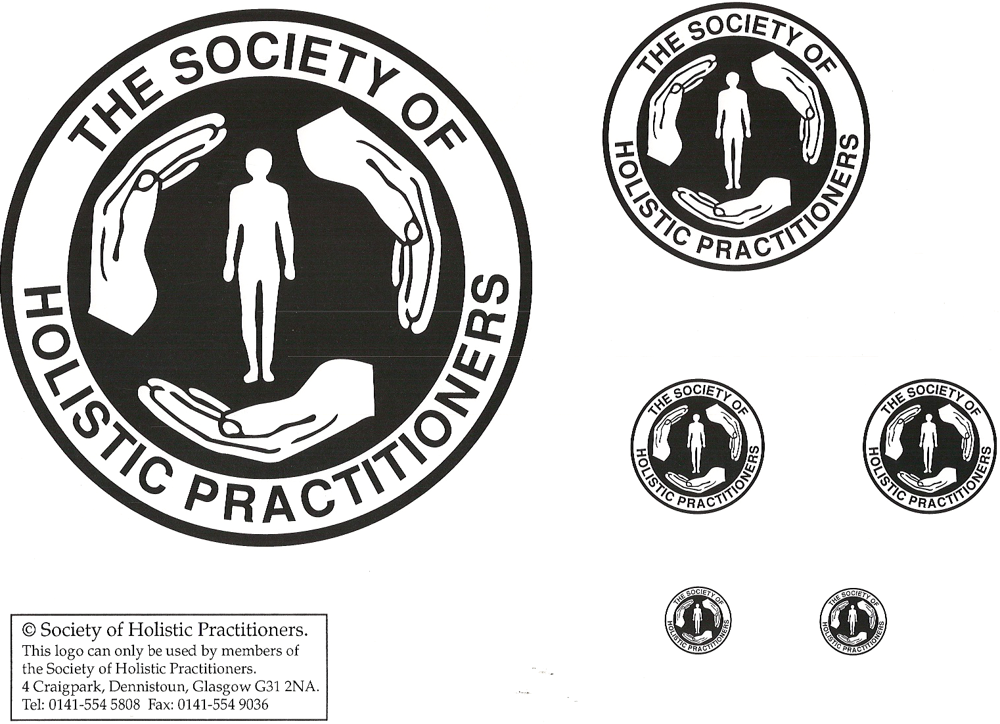 THE SOCIETY OF
HOLISTIC PRACTITIONERS
THE SOCIETY OF
HOLISTIC PRACTITIONERS
THE SOCIETY OF
HOLISTIC PRACTITIONERS
THE SOCIETY OF
HOLISTIC PRACTITIONERS
THE SOCIETY OF
HOLISTIC PRACTITIONERS
THE SOCIETY OF
HOLISTIC PRACTITIONERS
© Society of Holistic Practitioners.
This logo can only be used by members of
the Society of Holistic Practitioners.
4 Craigpark, Dennistoun, Glasgow G31 2NA.
Tel: 0141-554 5808 Fax: 0141-554 9036